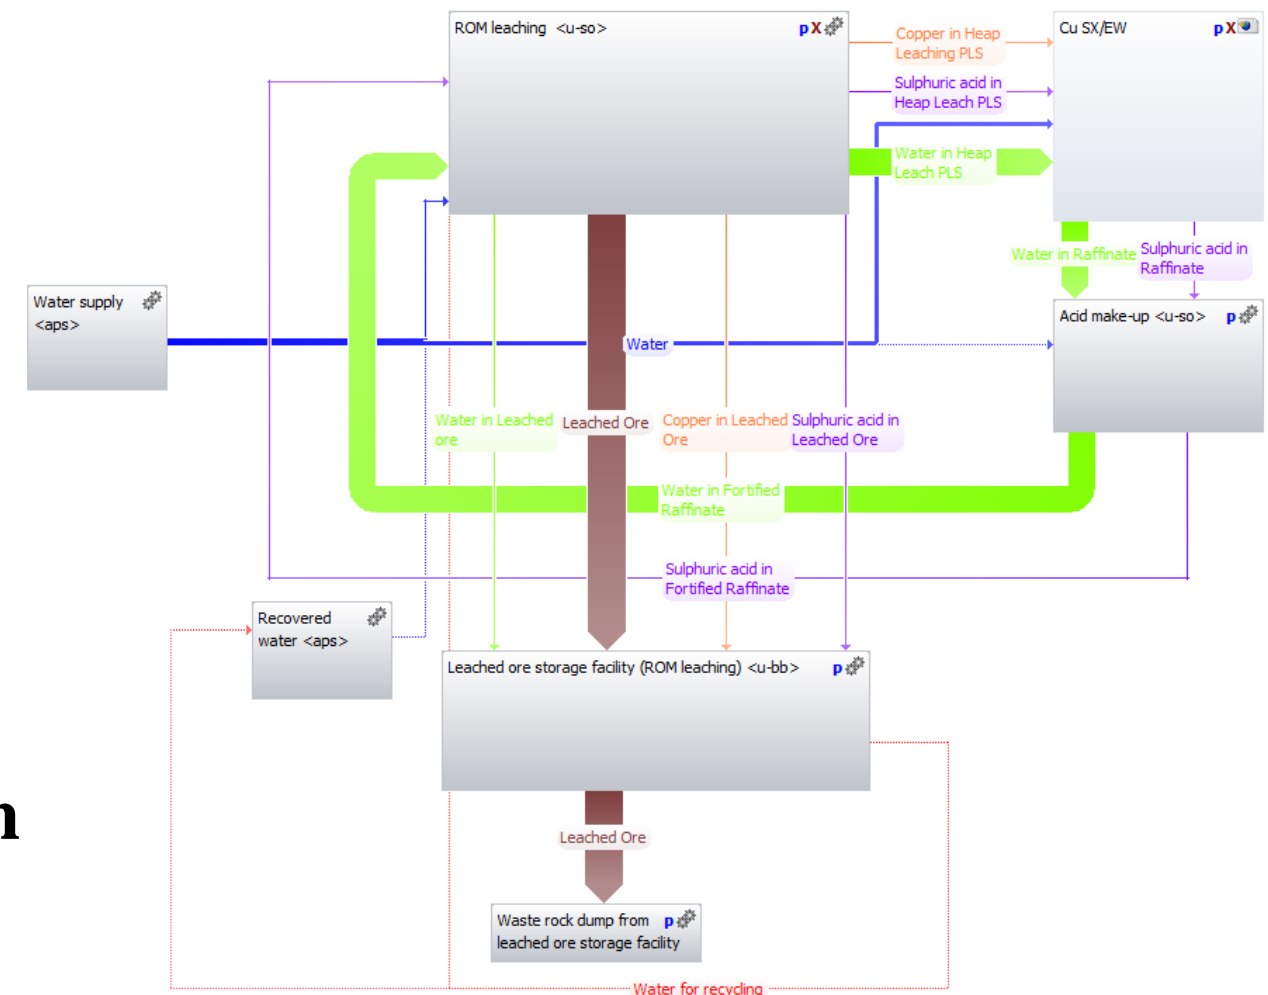 ROM leaching <u-so>
p X
Copper in Heap
Leaching PLS
Cu SX/EW
p X
Sulphuric acid in
Heap Leach PLS
Water in Heap
Leach PLS
Water in Raffinate
Sulphuric acid in
Raffinate
Water supply
<aps>
Acid make-up <u-so>
p
Water
Water in Leached
ore
Leached Ore
Copper in Leached
Ore
Sulphuric acid in
Leached Ore
Water in Fortified
Raffinate
Sulphuric acid in
Fortified Raffinate
Recovered
water <aps>
Leached ore storage facility (ROM leaching) <u-bb>
p
n
Leached Ore
Waste rock dump from
leached ore storage facility
p
Water for recycling